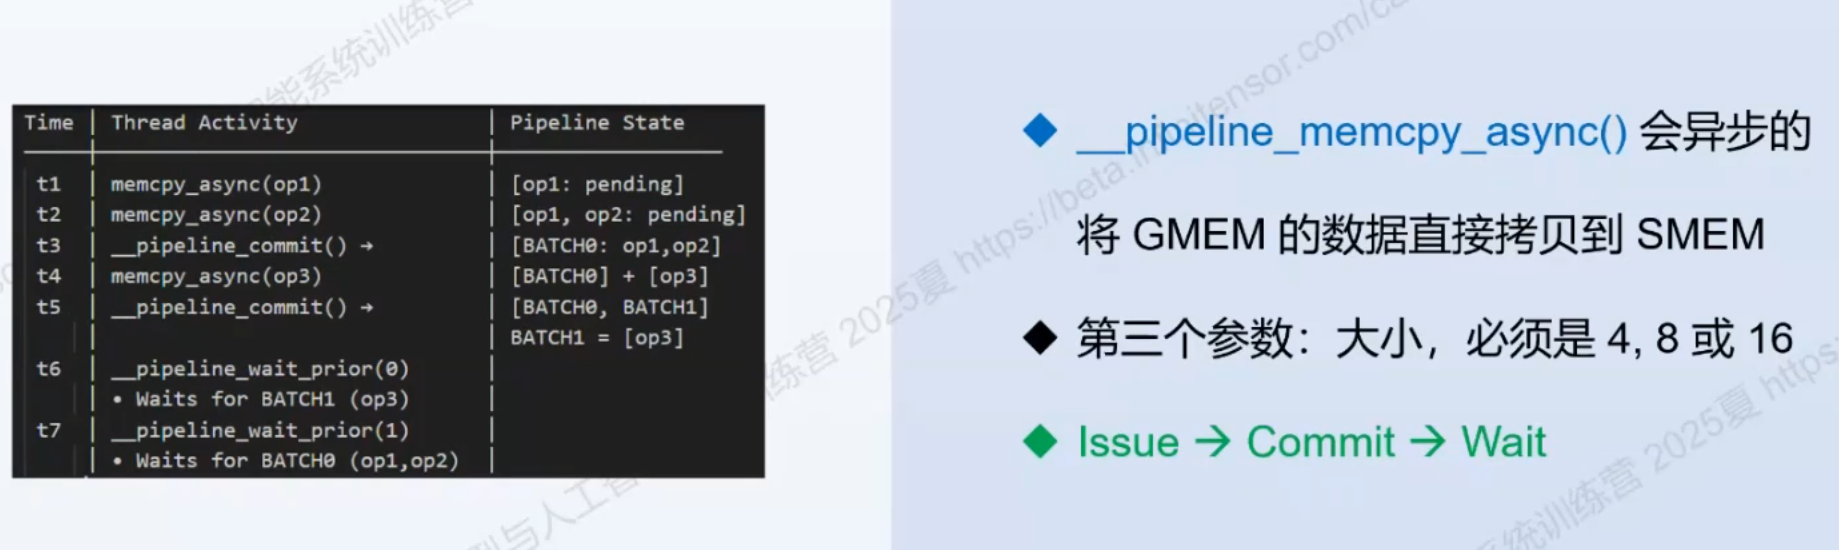 Time | Thread Activity | Pipeline State
t1 | memcpy_async(op1) | [op1: pending]
t2 | memcpy_async(op2) | [op1, op2: pending]
t3 | __pipeline_commit() → | [BATCH0: op1,op2]
t4 | memcpy_async(op3) | [BATCH0] + [op3]
t5 | __pipeline_commit() → | [BATCH0, BATCH1]
| | BATCH1 = [op3]
t6 | __pipeline_wait_prior(0) |
| • Waits for BATCH1 (op3) |
t7 | __pipeline_wait_prior(1) |
| • Waits for BATCH0 (op1,op2) |
◆ __pipeline_memcpy_async() 会异步的
将 GMEM 的数据直接拷贝到 SMEM
◆ 第三个参数：大小，必须是 4, 8 或 16
◆ Issue → Commit → Wait
能系统训练营
练营 2025夏 https://beta.in
itensor.com/ca
型与人工智
系统训练营 2025夏 https: